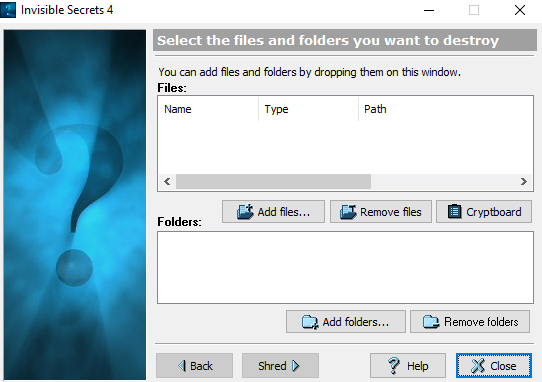 Invisible Secrets 4
Select the files and folders you want to destroy
You can add files and folders by dropping them on this window.
Files:
Name Type Path
Add files... Remove files Cryptboard
Folders:
Add folders... Remove folders
Back Shred Help Close